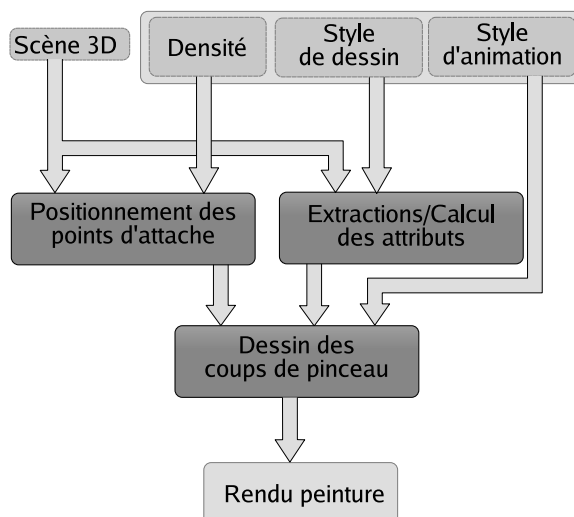 Scène 3D
Densité
Style
de dessin
Style
d'animation
Positionnement des
points d'attache
Extractions/Calcul
des attributs
Dessin des
coups de pinceau
Rendu peinture